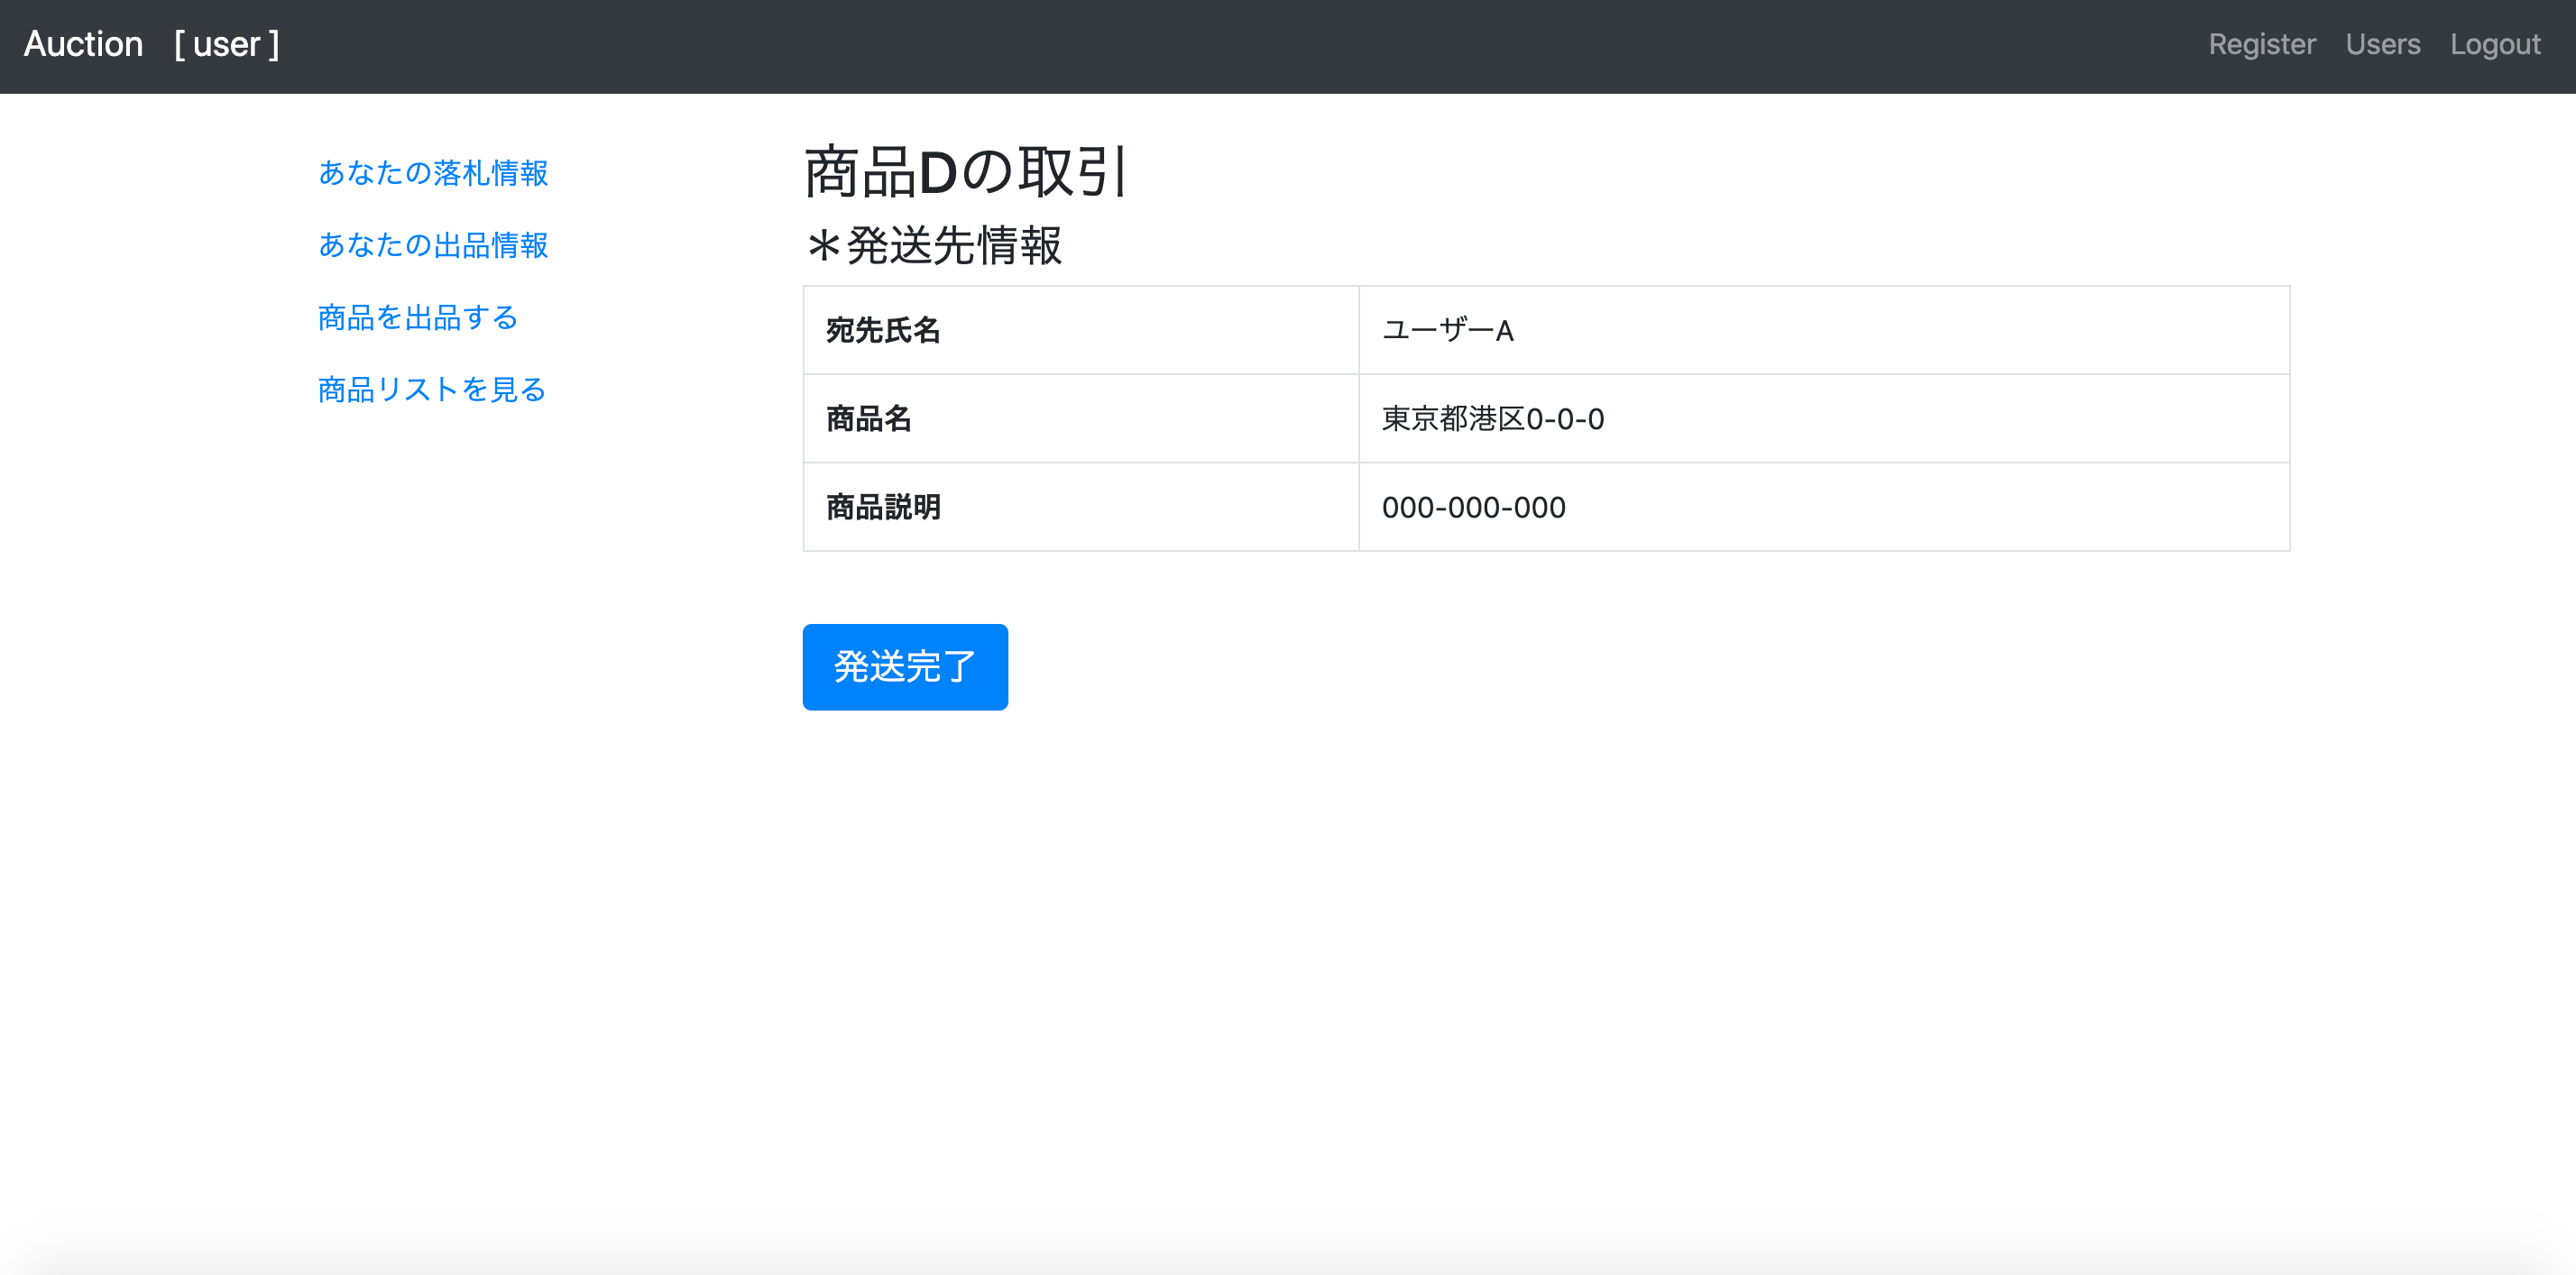 Auction [ user ] Register Users Logout
あなたの落札情報
あなたの出品情報
商品を出品する
商品リストを見る
商品Dの取引
＊発送先情報
宛先氏名 ユーザーA
商品名 東京都港区0-0-0
商品説明 000-000-000
発送完了